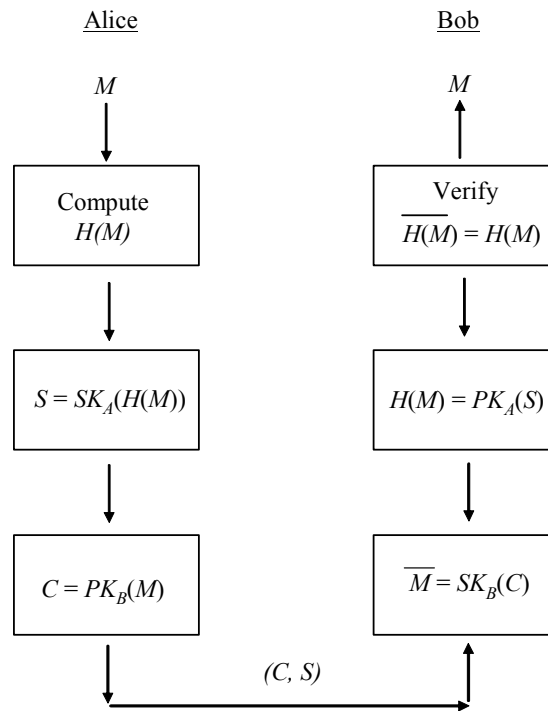 Alice
M
Compute
H(M)
S = SK_A(H(M))
C = PK_B(M)
(C, S)
Bob
M
Verify
H̅(̅M̅)̅ = H(M)
H(M) = PK_A(S)
M̅ = SK_B(C)